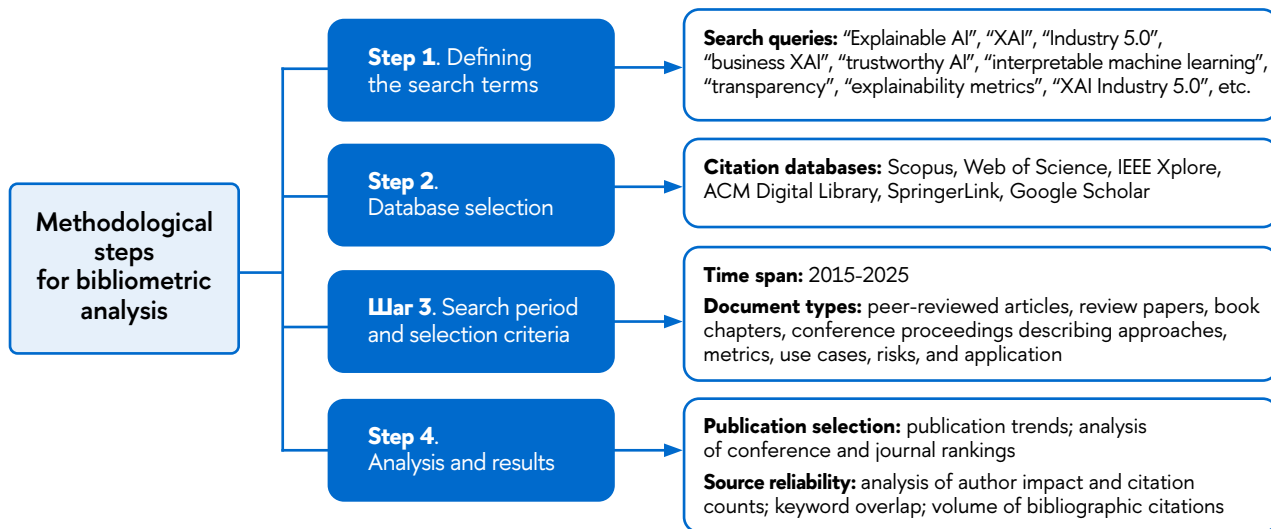 Methodological
steps
for bibliometric
analysis
Step 1. Defining
the search terms
Search queries: “Explainable AI”, “XAI”, “Industry 5.0”,
“business XAI”, “trustworthy AI”, “interpretable machine learning”,
“transparency”, “explainability metrics”, “XAI Industry 5.0”, etc.
Step 2.
Database selection
Citation databases: Scopus, Web of Science, IEEE Xplore,
ACM Digital Library, SpringerLink, Google Scholar
Шаг 3. Search period
and selection criteria
Time span: 2015-2025
Document types: peer-reviewed articles, review papers, book
chapters, conference proceedings describing approaches,
metrics, use cases, risks, and application
Step 4.
Analysis and results
Publication selection: publication trends; analysis
of conference and journal rankings
Source reliability: analysis of author impact and citation
counts; keyword overlap; volume of bibliographic citations